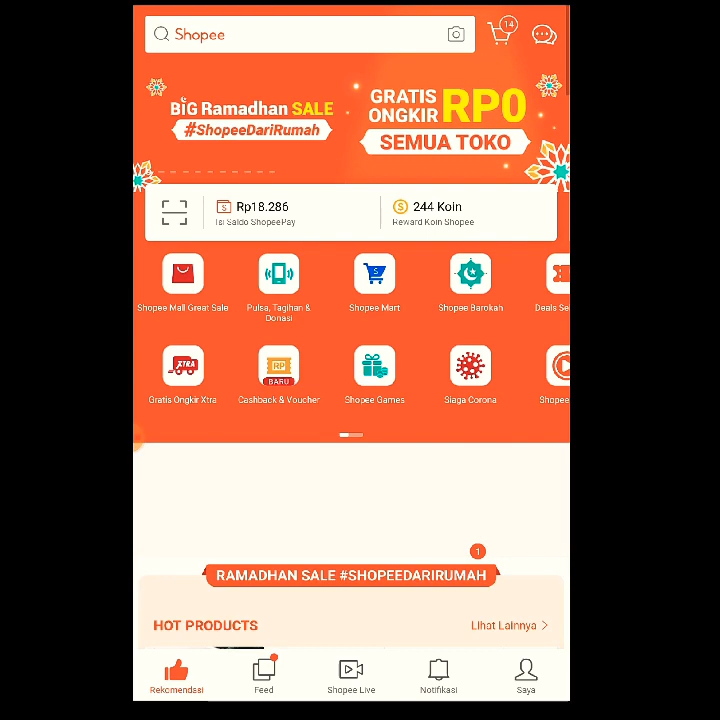 Shopee
14
BIG Ramadhan SALE
#ShopeeDariRumah
GRATIS
ONGKIR RP0
SEMUA TOKO
Rp18.286
Isi Saldo ShopeePay
244 Koin
Reward Koin Shopee
Shopee Mall Great Sale
Pulsa, Tagihan &
Donasi
Shopee Mart
Shopee Barokah
Deals Se
XTRA
RP
BARU
Gratis Ongkir Xtra
Cashback & Voucher
Shopee Games
Siaga Corona
Shopee
1
RAMADHAN SALE #SHOPEEDARIRUMAH
HOT PRODUCTS
Lihat Lainnya >
Rekomendasi
Feed
Shopee Live
Notifikasi
Saya